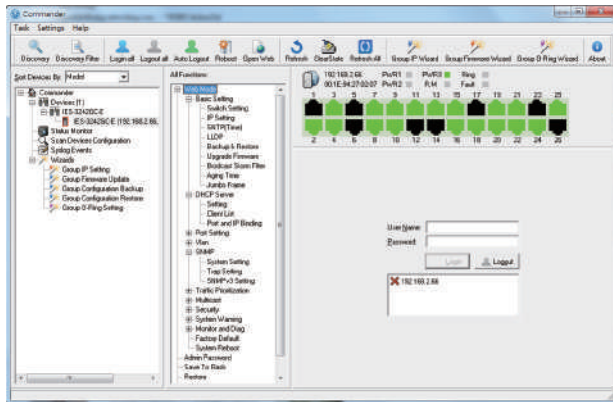 Commander
Task Settings Help
Discovery Discovery Filter Login all Logout all Auto Logout Reboot Open Web Refresh ClearState Refresh All Group IP Wizard Group Firmware Wizard Group O-Ring Wizard About
Sort Devices By: Model
Commander
Devices [1]
IES-3242GC-E
IES-3242GC-E (192.168.2.66,
Status Monitor
Scan Devices Configuration
Syslog Events
Wizards
Group IP Setting
Group Firmware Update
Group Configuration Backup
Group Configuration Restore
Group O-Ring Setting
All Functions:
Web Mode
Basic Setting
Switch Setting
IP Setting
SNTP(Time)
LLDP
Backup & Restore
Upgrade Firmware
Brodcast Storm Filter
Aging Time
Jumbo Frame
DHCP Server
Setting
Client List
Port and IP Binding
Port Setting
Vlan
SNMP
System Setting
Trap Setting
SNMPv3 Setting
Traffic Prioritization
Multicast
Security
System Warning
Monitor and Diag
Factory Default
System Reboot
Admin Password
Save To Flash
Restore
192.168.2.66 PWR1 PWR3 Ring
00:1E:94:27:02:07 PWR2 R.M Fault
1 3 5 7 9 11 13 15 17 19 21 23 25
2 4 6 8 10 12 14 16 18 20 22 24 26
User Name:
Password:
Login Logout
192.168.2.66